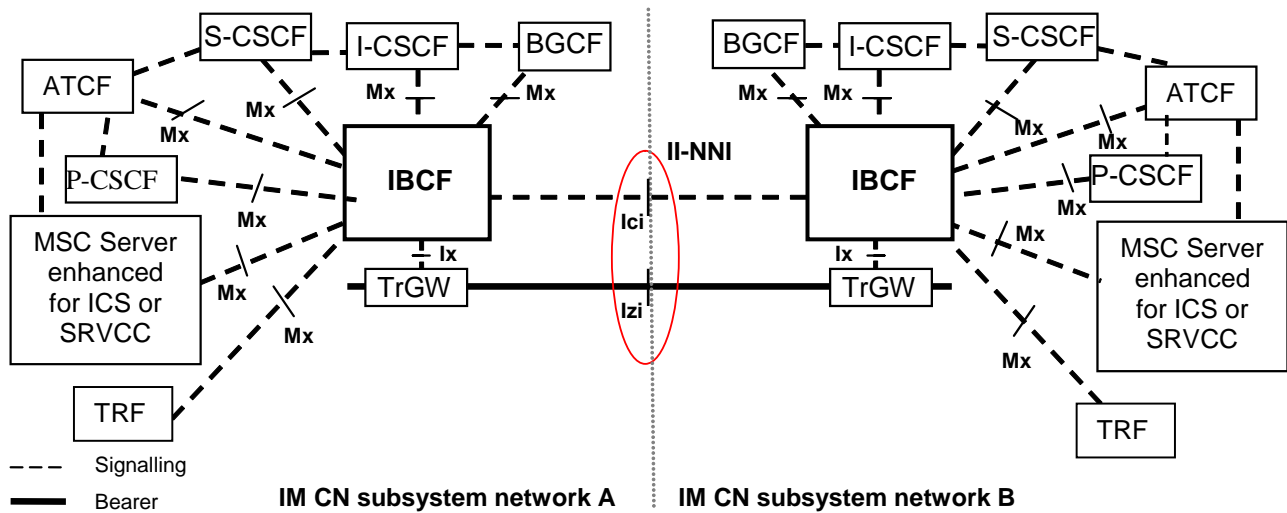 S-CSCF
I-CSCF
BGCF
BGCF
I-CSCF
S-CSCF
ATCF
ATCF
Mx
Mx
Mx
Mx
Mx
Mx
Mx
Mx
P-CSCF
IBCF
II-NNI
IBCF
P-CSCF
Mx
Mx
MSC Server
enhanced
for ICS or
SRVCC
Ici
Mx
Mx
Ix
Ix
MSC Server
enhanced
for ICS or
SRVCC
TrGW
Izi
TrGW
Mx
Mx
TRF
TRF
Signalling
Bearer
IM CN subsystem network A
IM CN subsystem network B